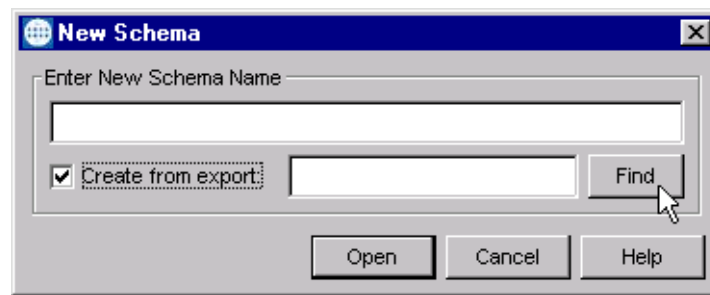 New Schema
Enter New Schema Name
Create from export: Find
Open Cancel Help